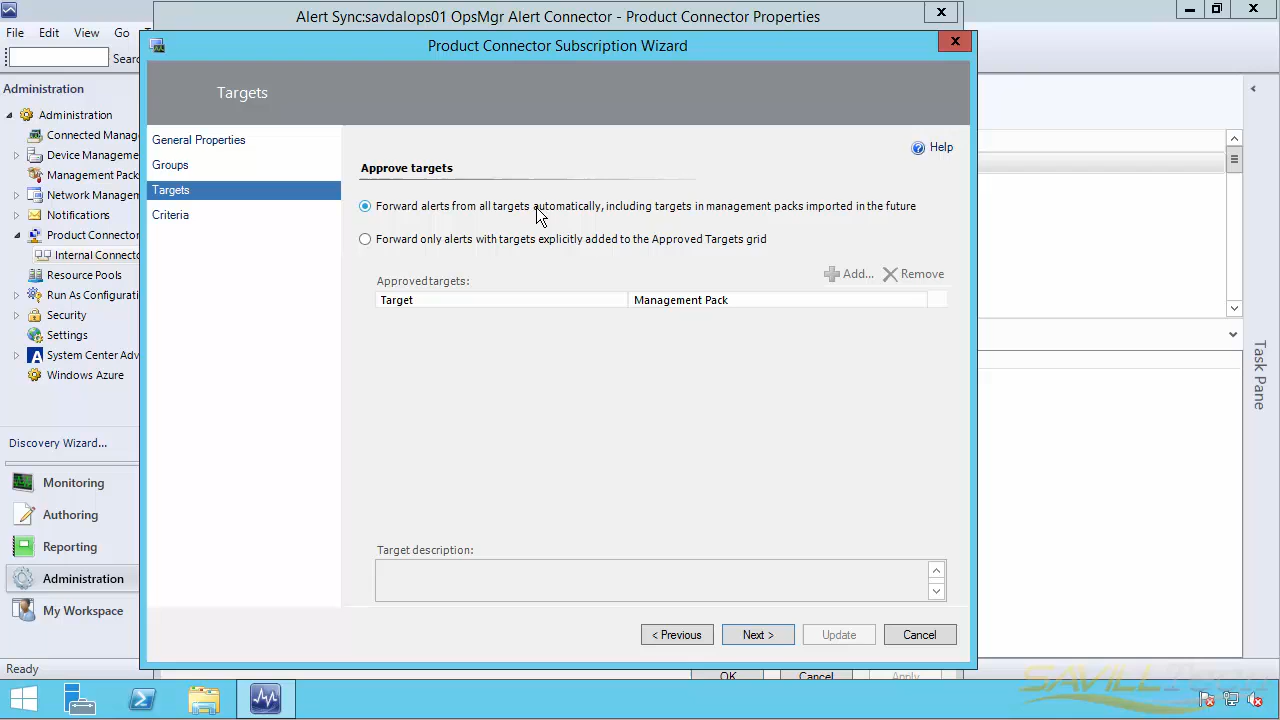 Alert Sync:savdalops01 OpsMgr Alert Connector - Product Connector Properties
File Edit View Go
Searc
Product Connector Subscription Wizard
Administration
Administration
Connected Manag
Device Manageme
Management Pack
Network Managem
Notifications
Product Connector
Internal Connecto
Resource Pools
Run As Configurati
Security
Settings
System Center Adv
Windows Azure
Discovery Wizard...
Monitoring
Authoring
Reporting
Administration
My Workspace
Ready
Targets
General Properties
Groups
Targets
Criteria
Help
Approve targets
Forward alerts from all targets automatically, including targets in management packs imported in the future
Forward only alerts with targets explicitly added to the Approved Targets grid
Approved targets:
Add... Remove
Target Management Pack
Target description:
< Previous Next > Update Cancel
OK Cancel Apply
Task Pane
SAVILLTech